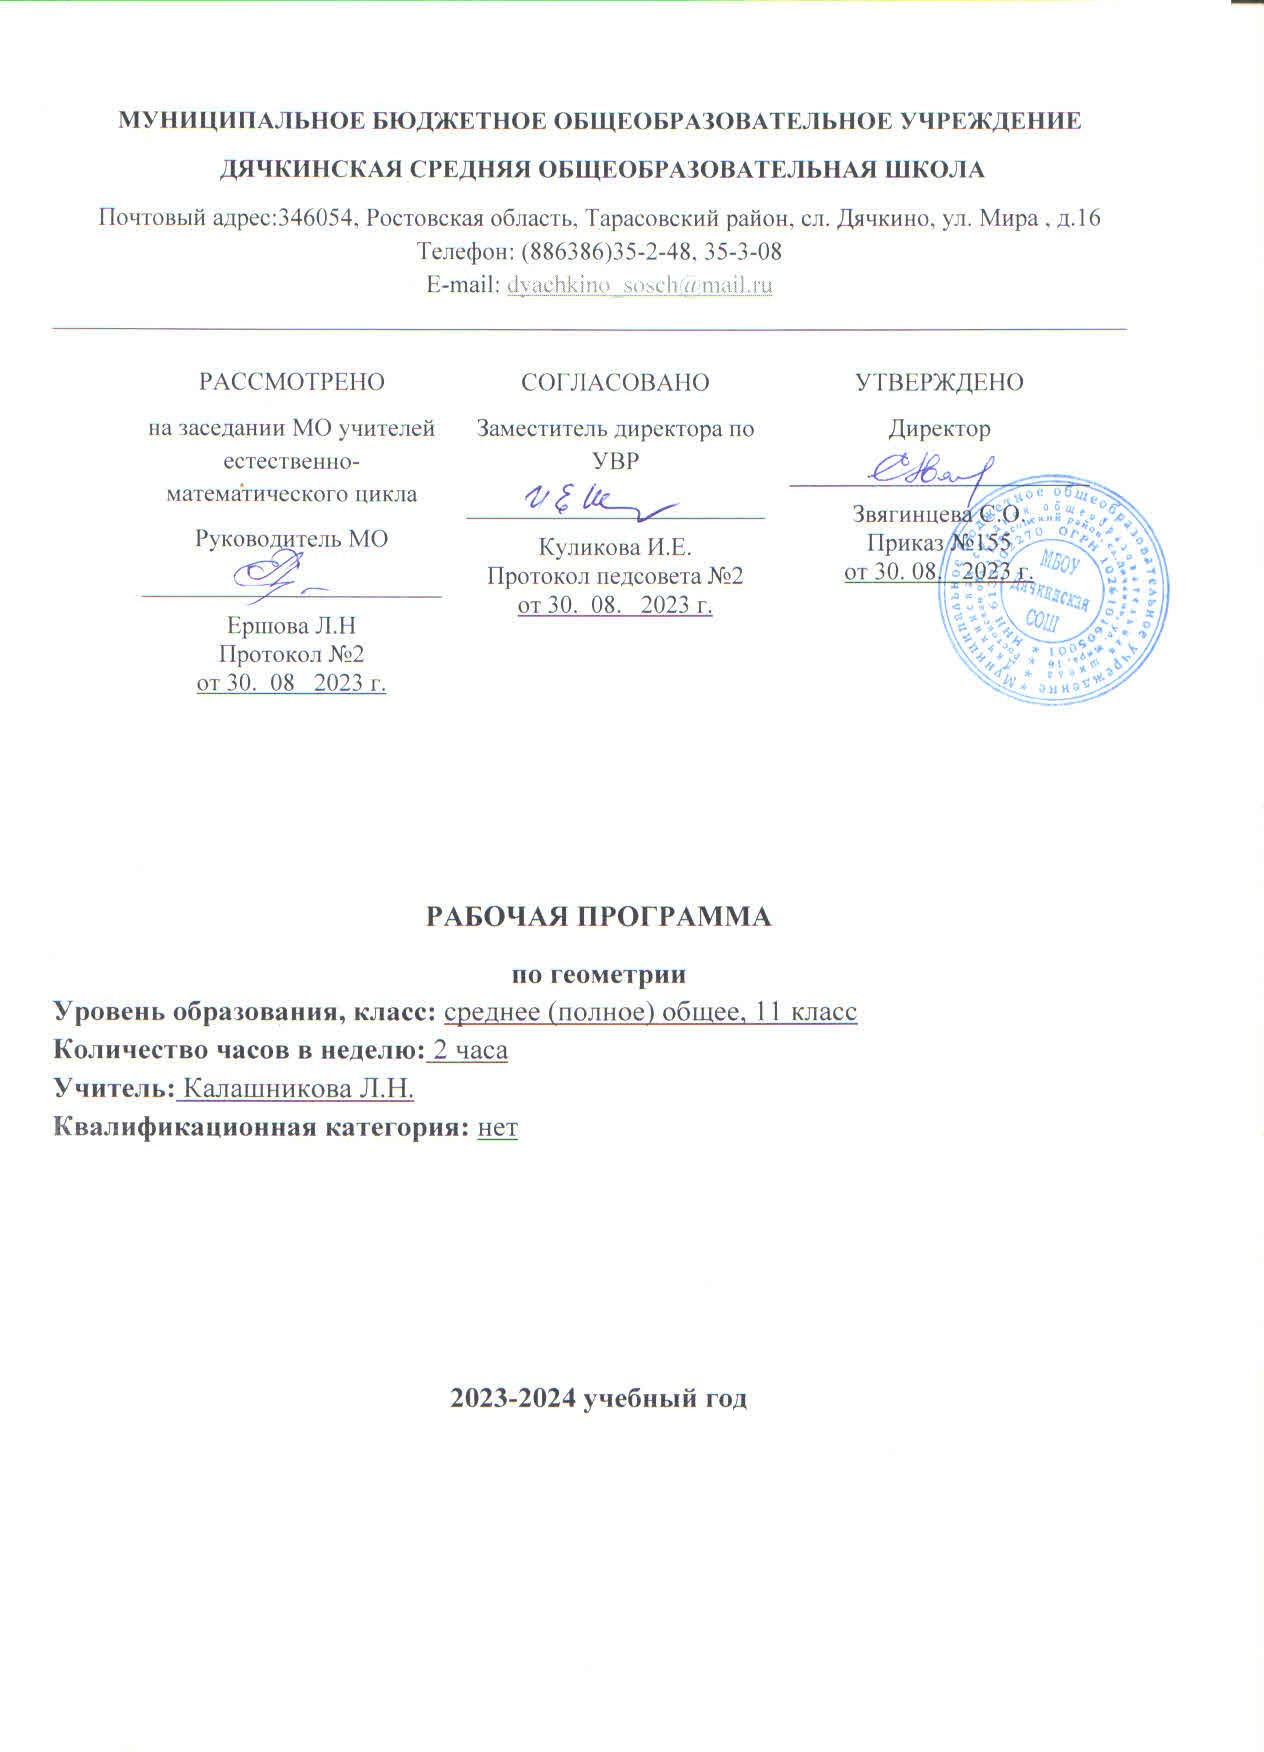 МУНИЦИПАЛЬНОЕ БЮДЖЕТНОЕ ОБЩЕОБРАЗОВАТЕЛЬНОЕ УЧРЕЖДЕНИЕ
ДЯЧКИНСКАЯ СРЕДНЯЯ ОБЩЕОБРАЗОВАТЕЛЬНАЯ ШКОЛА
Почтовый адрес:346054, Ростовская область, Тарасовский район, сл. Дячкино, ул. Мира , д.16
Телефон: (886386)35-2-48, 35-3-08
E-mail: dyachkino_sosch@mail.ru
РАССМОТРЕНО
на заседании МО учителей
естественно-
математического цикла
Руководитель МО
Ершова Л.Н
Протокол №2
от 30. 08 2023 г.
СОГЛАСОВАНО
Заместитель директора по
УВР
Куликова И.Е.
Протокол педсовета №2
от 30. 08. 2023 г.
УТВЕРЖДЕНО
Директор
Звягинцева С.О.
Приказ №155
от 30. 08. 2023 г.
МБОУ
Дячкинская
СОШ
РАБОЧАЯ ПРОГРАММА
по геометрии
Уровень образования, класс: среднее (полное) общее, 11 класс
Количество часов в неделю: 2 часа
Учитель: Калашникова Л.Н.
Квалификационная категория: нет
2023-2024 учебный год